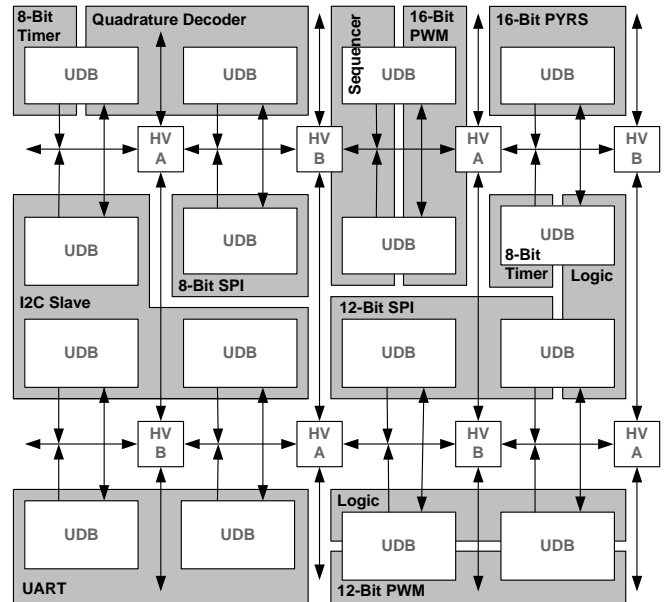 8-Bit
Timer
Quadrature Decoder
Sequencer
16-Bit
PWM
16-Bit PYRS
UDB
UDB
UDB
UDB
HV
A
HV
B
HV
A
HV
B
UDB
UDB
UDB
UDB
8-Bit
Timer
Logic
8-Bit SPI
I2C Slave
12-Bit SPI
UDB
UDB
UDB
UDB
HV
B
HV
A
HV
B
HV
A
Logic
UDB
UDB
UDB
UDB
UART
12-Bit PWM